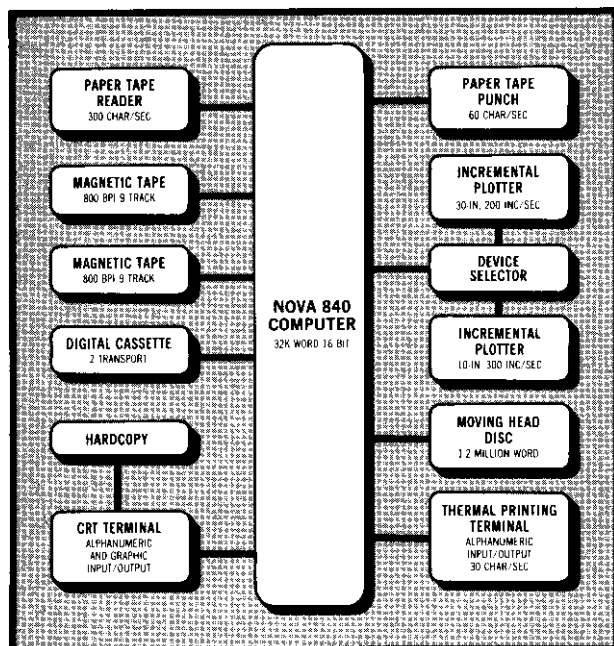 PAPER TAPE
READER
300 CHAR/SEC
MAGNETIC TAPE
800 BPI 9 TRACK
MAGNETIC TAPE
800 BPI 9 TRACK
DIGITAL CASSETTE
2 TRANSPORT
HARDCOPY
CRT TERMINAL
ALPHANUMERIC
AND GRAPHIC
INPUT/OUTPUT
NOVA 840
COMPUTER
32K WORD 16 BIT
PAPER TAPE
PUNCH
60 CHAR/SEC
INCREMENTAL
PLOTTER
30-IN, 200 INC/SEC
DEVICE
SELECTOR
INCREMENTAL
PLOTTER
10-IN 300 INC/SEC
MOVING HEAD
DISC
1.2 MILLION WORD
THERMAL PRINTING
TERMINAL
ALPHANUMERIC
INPUT/OUTPUT
30 CHAR/SEC